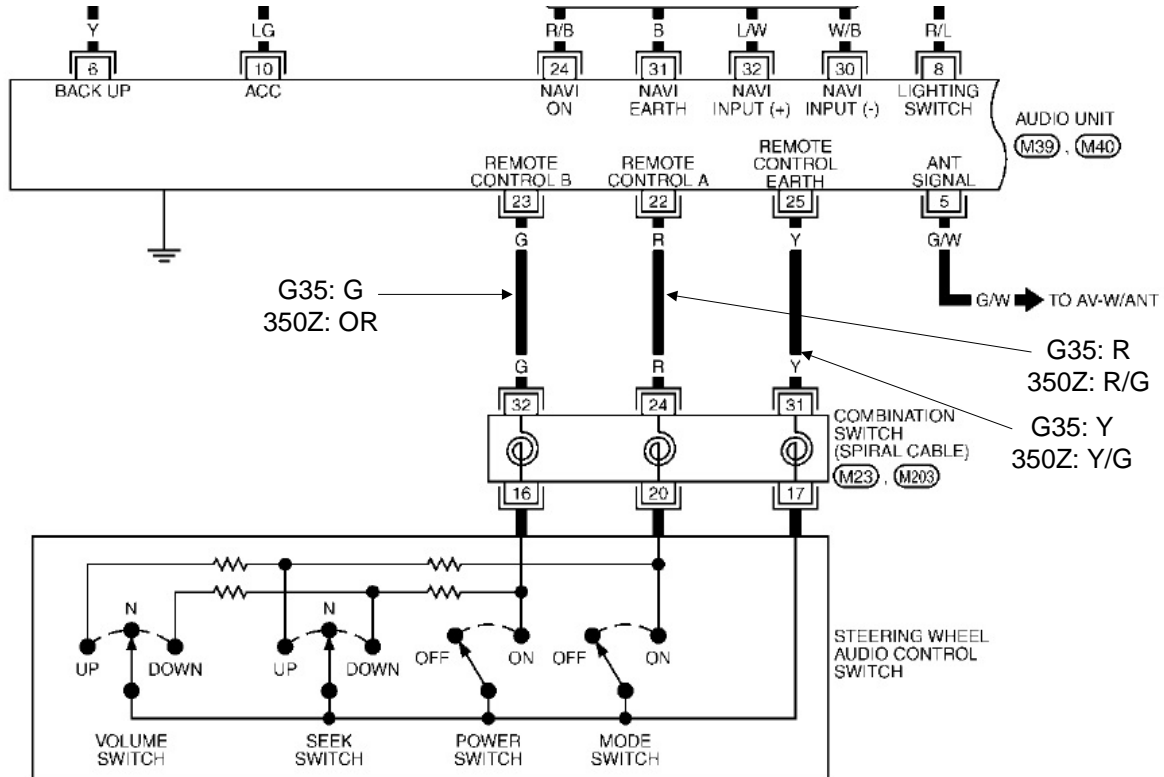 Y LG R/B B L/W W/B R/L
6 10 24 31 32 30 8
BACK UP ACC NAVI ON NAVI EARTH NAVI INPUT (+) NAVI INPUT (-) LIGHTING SWITCH
AUDIO UNIT
M39 , M40
REMOTE CONTROL B REMOTE CONTROL A REMOTE CONTROL EARTH ANT SIGNAL
23 22 25 5
G R Y G/W
G35: G
350Z: OR
G/W TO AV-W/ANT
G35: R
350Z: R/G
G R Y
32 24 31
COMBINATION
SWITCH
(SPIRAL CABLE)
M23 , M203
G35: Y
350Z: Y/G
16 20 17
N N
UP DOWN UP DOWN OFF ON OFF ON
STEERING WHEEL
AUDIO CONTROL
SWITCH
VOLUME SWITCH SEEK SWITCH POWER SWITCH MODE SWITCH